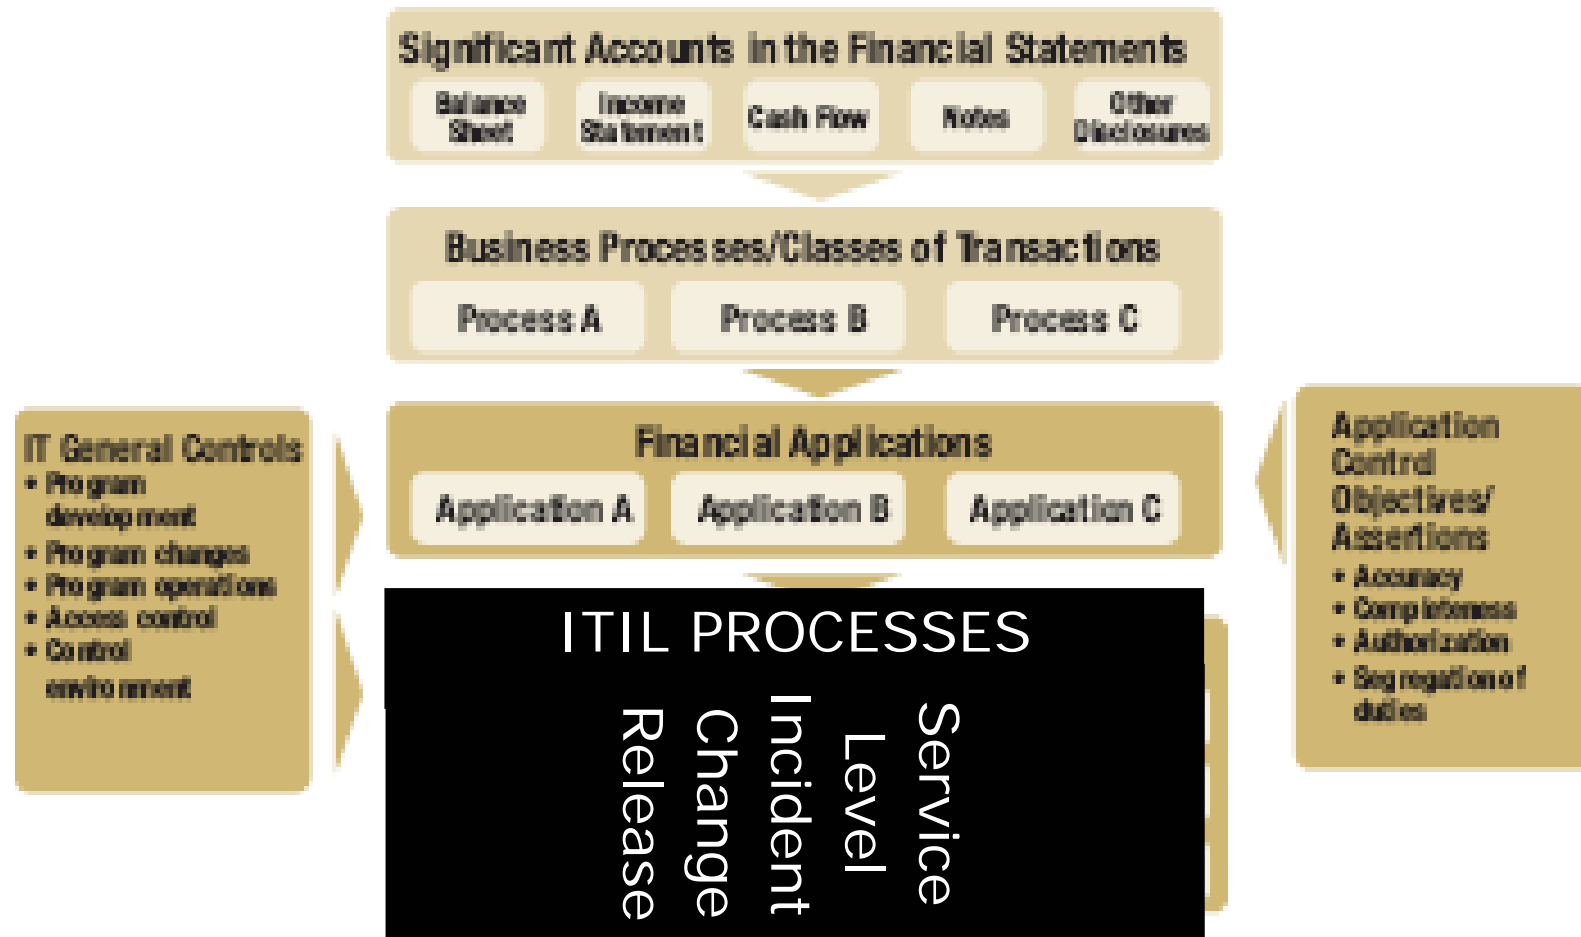 Significant Accounts in the Financial Statements
Balance
Sheet
Income
Statement
Cash Flow
Notes
Other
Disclosures
Business Processes/Classes of Transactions
Process A
Process B
Process C
Financial Applications
Application A
Application B
Application C
IT General Controls
• Program
development
• Program changes
• Program operations
• Access control
• Control
environment
Application
Control
Objectives/
Assertions
• Accuracy
• Completeness
• Authorization
• Segregation of
duties
ITIL PROCESSES
Service
Level
Incident
Change
Release